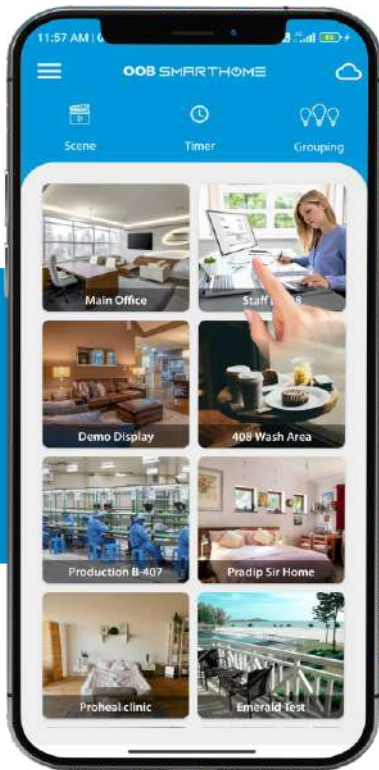 11:57 AM
OOB SMARTHOME
Scene
Timer
Grouping
Main Office
Staff
Demo Display
408 Wash Area
Production B-407
Pradip Sir Home
Proheal clinic
Emerald Test